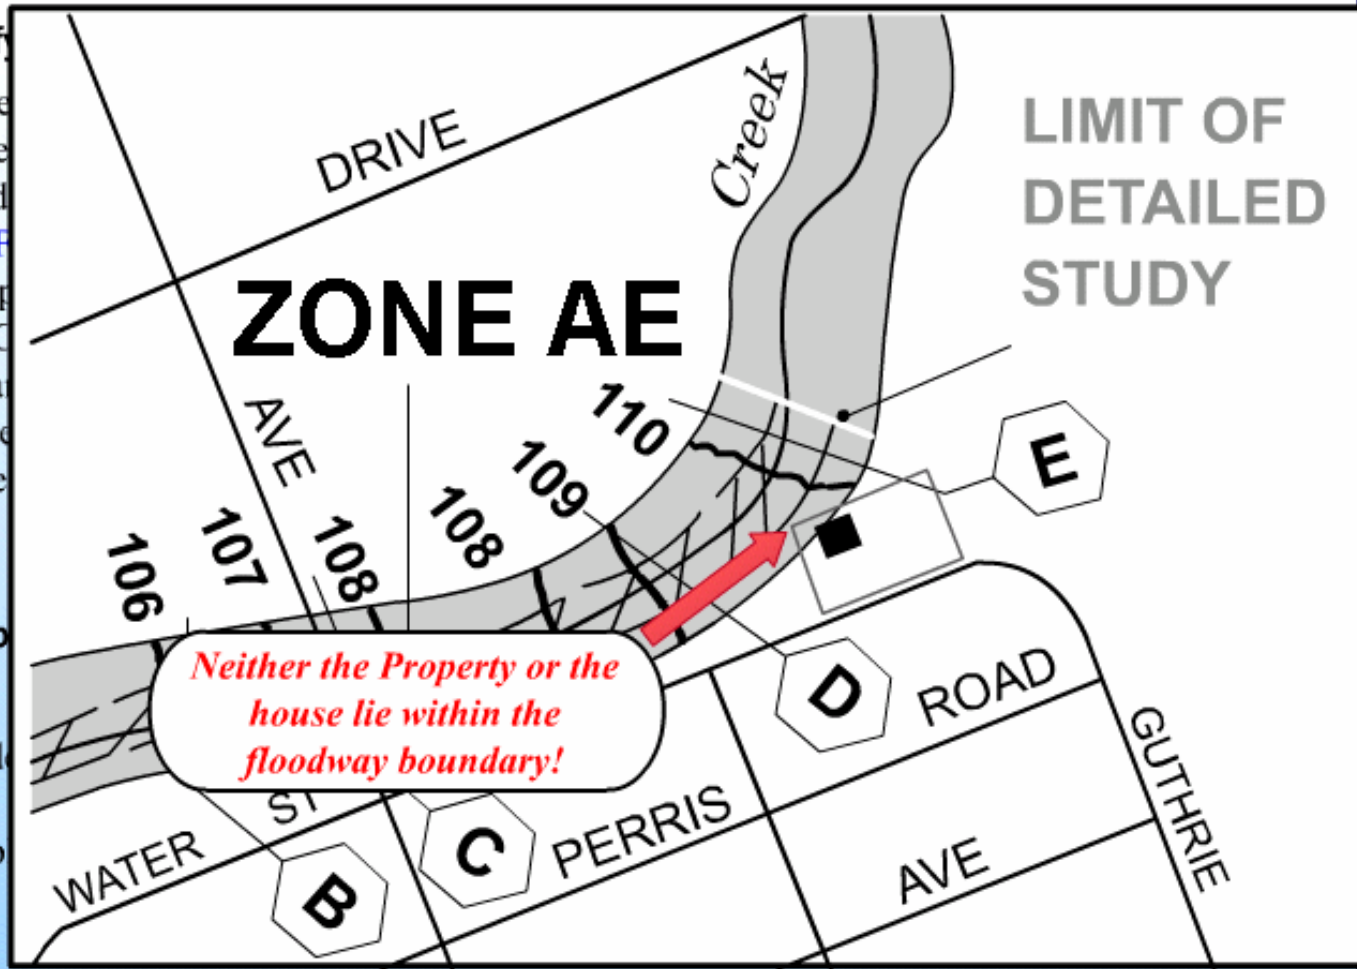 DRIVE
Creek
LIMIT OF
DETAILED
STUDY
ZONE AE
AVE
110
109
108
108
107
106
E
D
C
B
Neither the Property or the
house lie within the
floodway boundary!
ROAD
PERRIS
GUTHRIE
WATER
ST
AVE